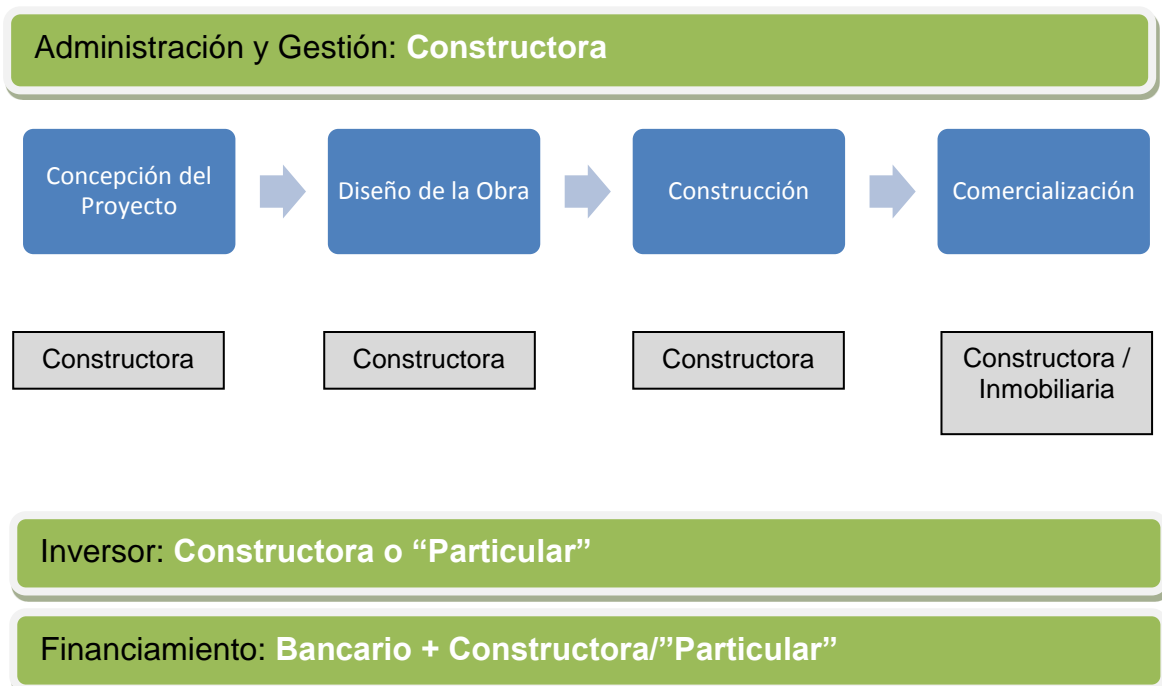 Administración y Gestión: Constructora
Concepción del
Proyecto
Diseño de la Obra
Construcción
Comercialización
Constructora
Constructora
Constructora
Constructora /
Inmobiliaria
Inversor: Constructora o “Particular”
Financiamiento: Bancario + Constructora/”Particular”